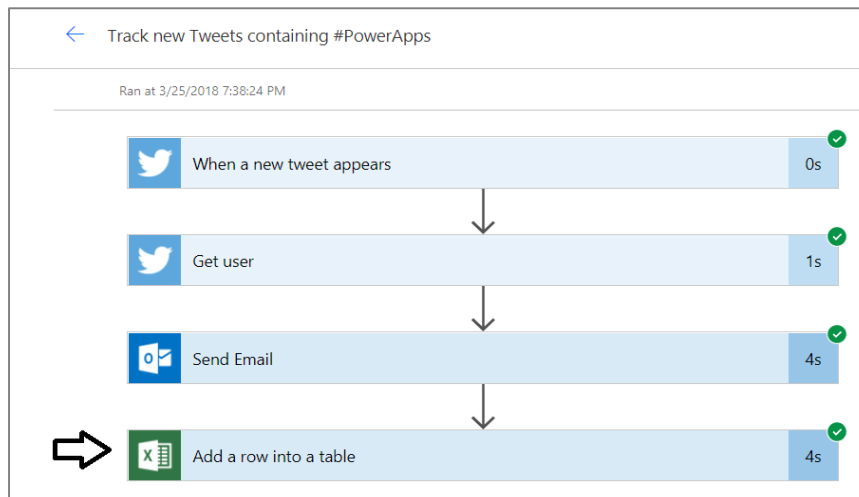 Track new Tweets containing #PowerApps
Ran at 3/25/2018 7:38:24 PM
When a new tweet appears 0s
Get user 1s
Send Email 4s
Add a row into a table 4s